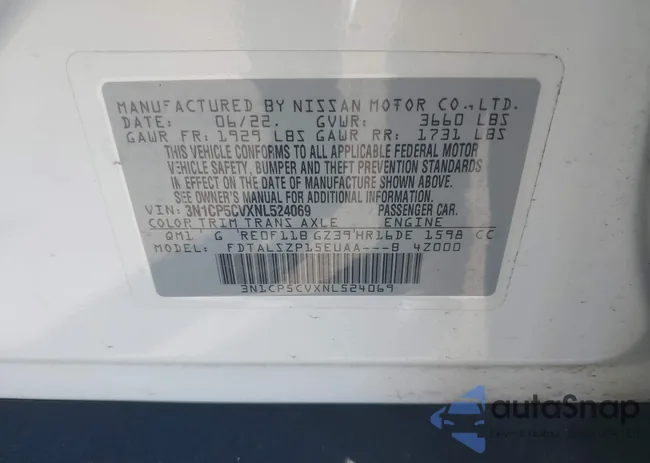 MANUFACTURED BY NISSAN MOTOR CO.,LTD.
DATE: 06/22. GVWR: 3660 LBS
GAWR FR: 1929 LBS GAWR RR: 1731 LBS
THIS VEHICLE CONFORMS TO ALL APPLICABLE FEDERAL MOTOR
VEHICLE SAFETY, BUMPER AND THEFT PREVENTION STANDARDS
IN EFFECT ON THE DATE OF MANUFACTURE SHOWN ABOVE.
SEE OWNER'S MANUAL FOR ADDITIONAL INFORMATION.
VIN: 3N1CP5CVXNL524069 PASSENGER CAR.
COLOR TRIM TRANS AXLE ENGINE
QM1 G RE0F11B GZ39 HR16DE 1598 CC
MODEL: FDTALSZP15EUAA---B 4Z000
3N1CP5CVXNL524069
autoSnap